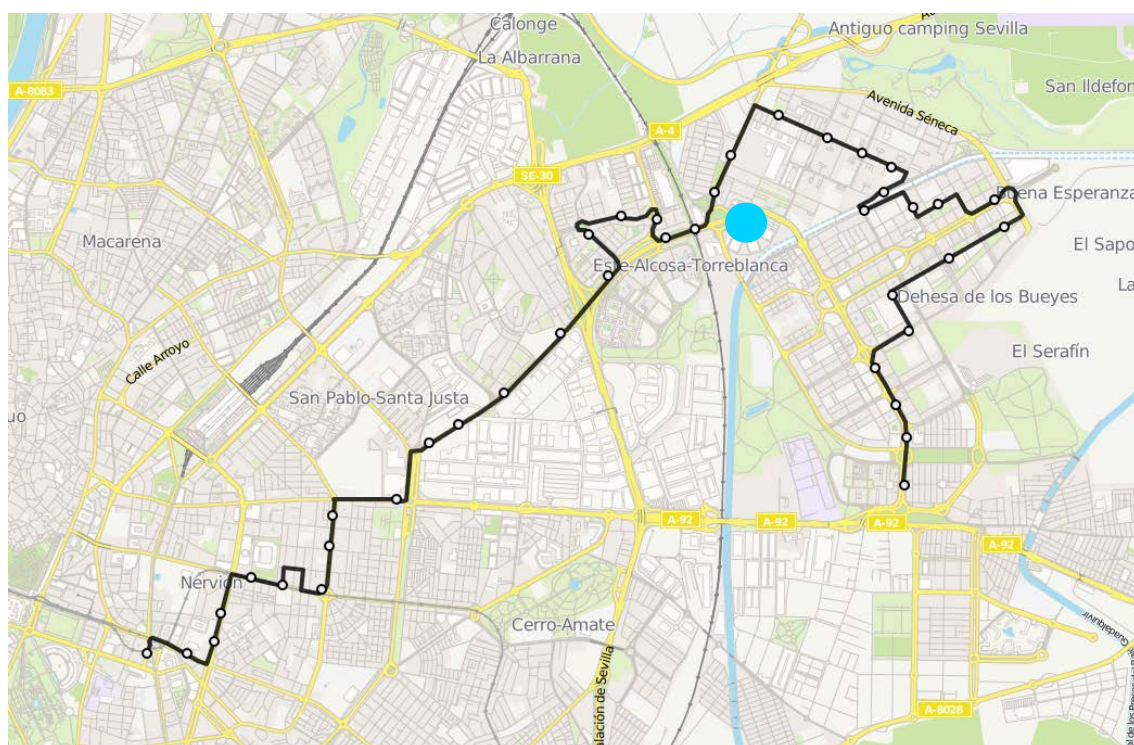 Calonge
La Albarrana
Antiguo camping Sevilla
A-8083
San Ildefon
Avenida Séneca
A-4
SE-30
Buena Esperanza
Macarena
El Sapo
Este-Alcosa-Torreblanca
La
Dehesa de los Bueyes
Calle Arroyo
El Serafín
San Pablo-Santa Justa
uo
A-92
A-92
A-92
A-92
Nervión
Cerro-Amate
Guadalquivir
A-8028
alación de Sevilla